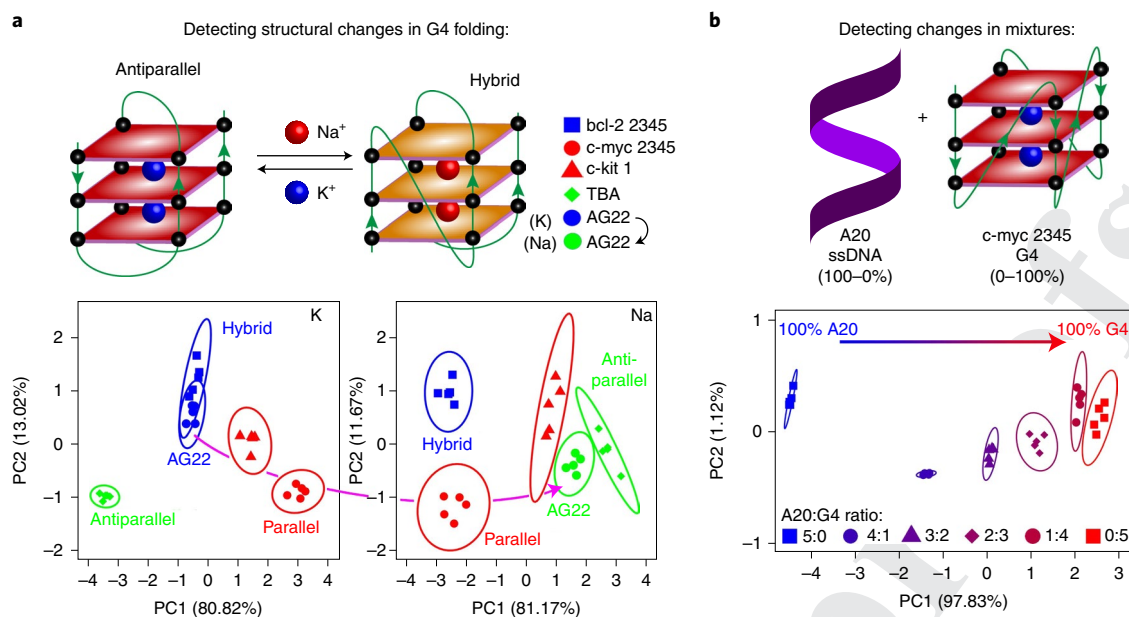 a
Detecting structural changes in G4 folding:
Antiparallel
Hybrid
Na+
K+
bcl-2 2345
c-myc 2345
c-kit 1
TBA
(K) AG22
(Na) AG22
K
2
1
0
−1
−2
PC2 (13.02%)
Hybrid
AG22
Antiparallel
Parallel
−4 −3 −2 −1 0 1 2 3 4
PC1 (80.82%)
Na
2
1
0
−1
−2
PC2 (11.67%)
Hybrid
Anti-
parallel
AG22
Parallel
−4 −3 −2 −1 0 1 2 3 4
PC1 (81.17%)
b
Detecting changes in mixtures:
+
A20
ssDNA
(100–0%)
c-myc 2345
G4
(0–100%)
100% A20
100% G4
1
0
−1
PC2 (1.12%)
A20:G4 ratio:
5:0 4:1 3:2 2:3 1:4 0:5
−4 −3 −2 −1 0 1 2 3
PC1 (97.83%)